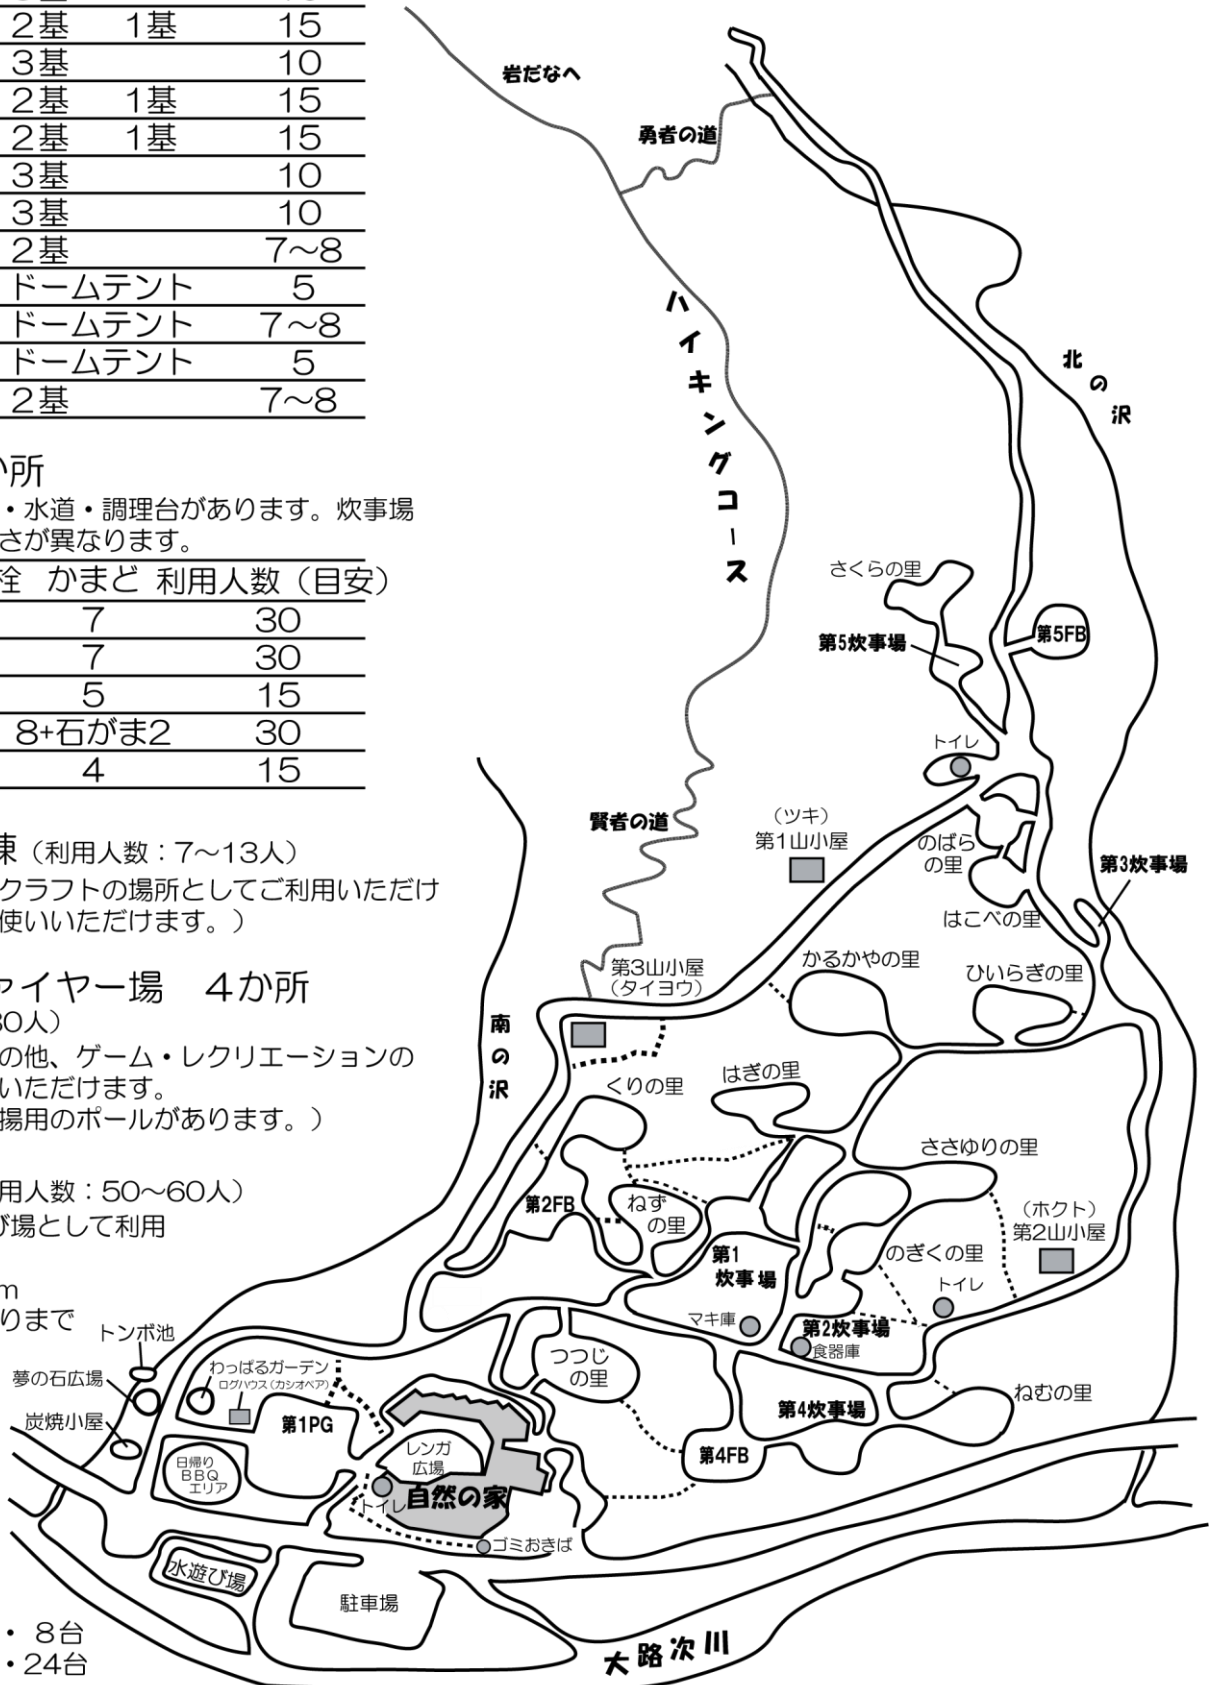 2基 1基 15
3基 10
2基 1基 15
2基 1基 15
3基 10
3基 10
2基 7～8
ドームテント 5
ドームテント 7～8
ドームテント 5
2基 7～8
か所
・水道・調理台があります。炊事場
さが異なります。
栓 かまど 利用人数（目安）
7 30
7 30
5 15
8+石がま2 30
4 15
棟（利用人数：7～13人）
クラフトの場所としてご利用いただけ
使いいただけます。）
ァイヤー場 4か所
80人）
の他、ゲーム・レクリエーションの
いただけます。
揚用のポールがあります。）
用人数：50～60人）
び場として利用
m
りまで
・ 8台
・24台
岩だなへ
勇者の道
ハイキングコース
北の沢
さくらの里
第5炊事場
第5FB
トイレ
賢者の道
（ツキ）
第1山小屋
のばら
の里
第3炊事場
はこべの里
第3山小屋
（タイヨウ）
かるかやの里
ひいらぎの里
南の沢
くりの里
はぎの里
ささゆりの里
第2FB
ねず
の里
（ホクト）
第2山小屋
第1
炊事場
のぎくの里
トイレ
マキ庫
第2炊事場
食器庫
トンボ池
夢の石広場
炭焼小屋
わっぱるガーデン
ログハウス（カシオペア）
つつじ
の里
ねむの里
第1PG
第4炊事場
レンガ
広場
第4FB
日帰り
BBQ
エリア
トイレ
自然の家
ゴミおきば
水遊び場
駐車場
大路次川